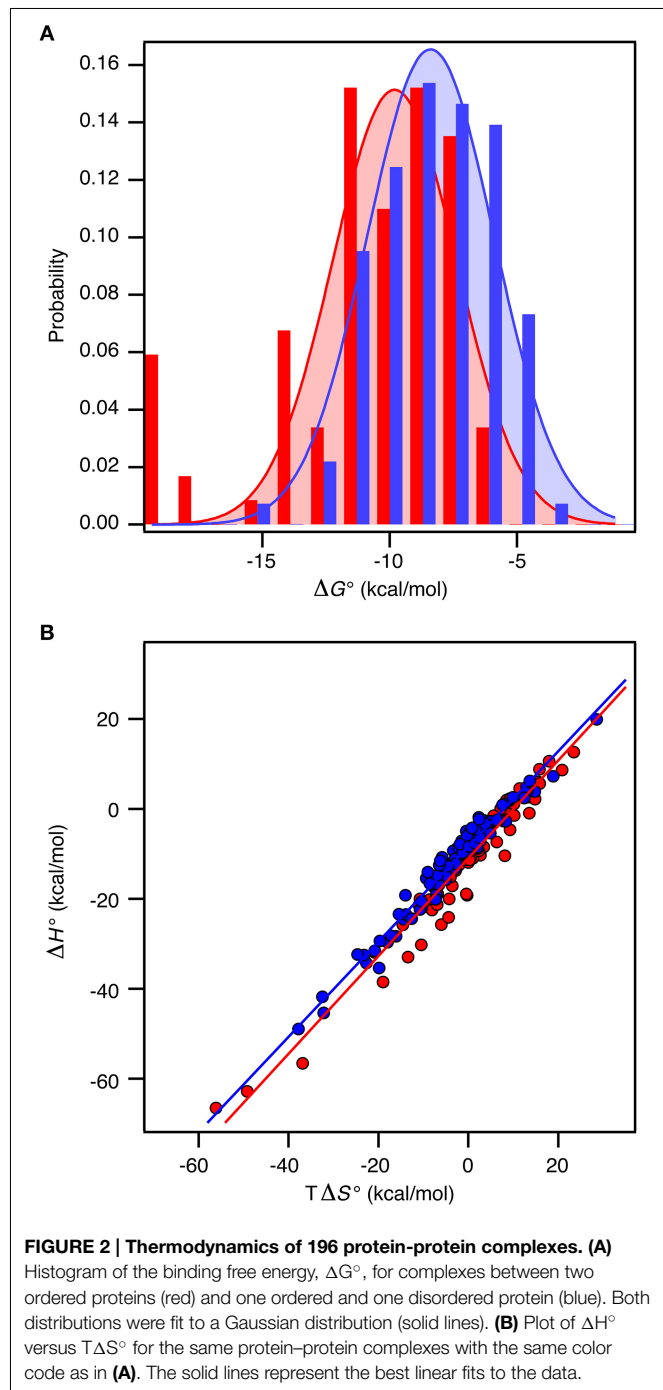 A
0.16
0.14
0.12
0.10
0.08
0.06
0.04
0.02
0.00
Probability
-15
-10
-5
ΔG° (kcal/mol)
B
20
0
-20
-40
-60
ΔH° (kcal/mol)
-60
-40
-20
0
20
TΔS° (kcal/mol)
FIGURE 2 | Thermodynamics of 196 protein-protein complexes. (A)
Histogram of the binding free energy, ΔG°, for complexes between two
ordered proteins (red) and one ordered and one disordered protein (blue). Both
distributions were fit to a Gaussian distribution (solid lines). (B) Plot of ΔH°
versus TΔS° for the same protein–protein complexes with the same color
code as in (A). The solid lines represent the best linear fits to the data.